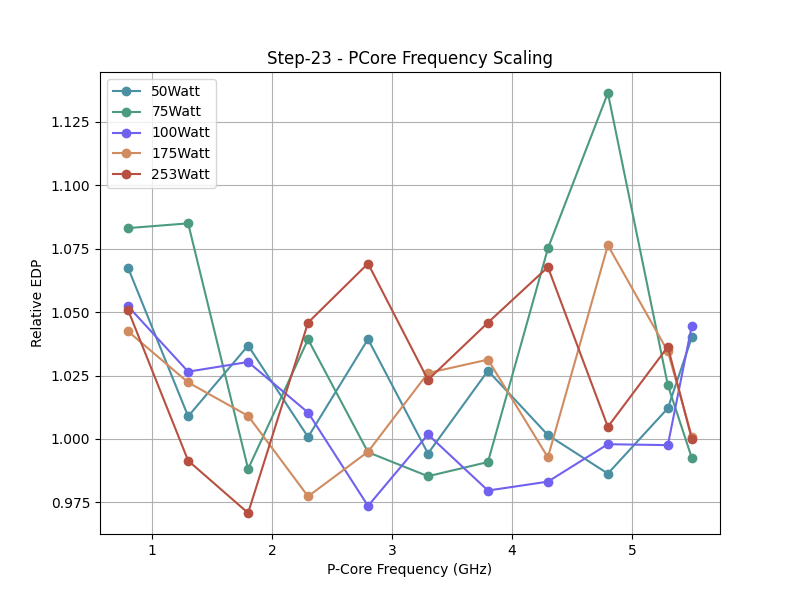 Step-23 - PCore Frequency Scaling
50Watt
75Watt
100Watt
175Watt
253Watt
1.125
1.100
1.075
1.050
1.025
1.000
0.975
Relative EDP
1 2 3 4 5
P-Core Frequency (GHz)